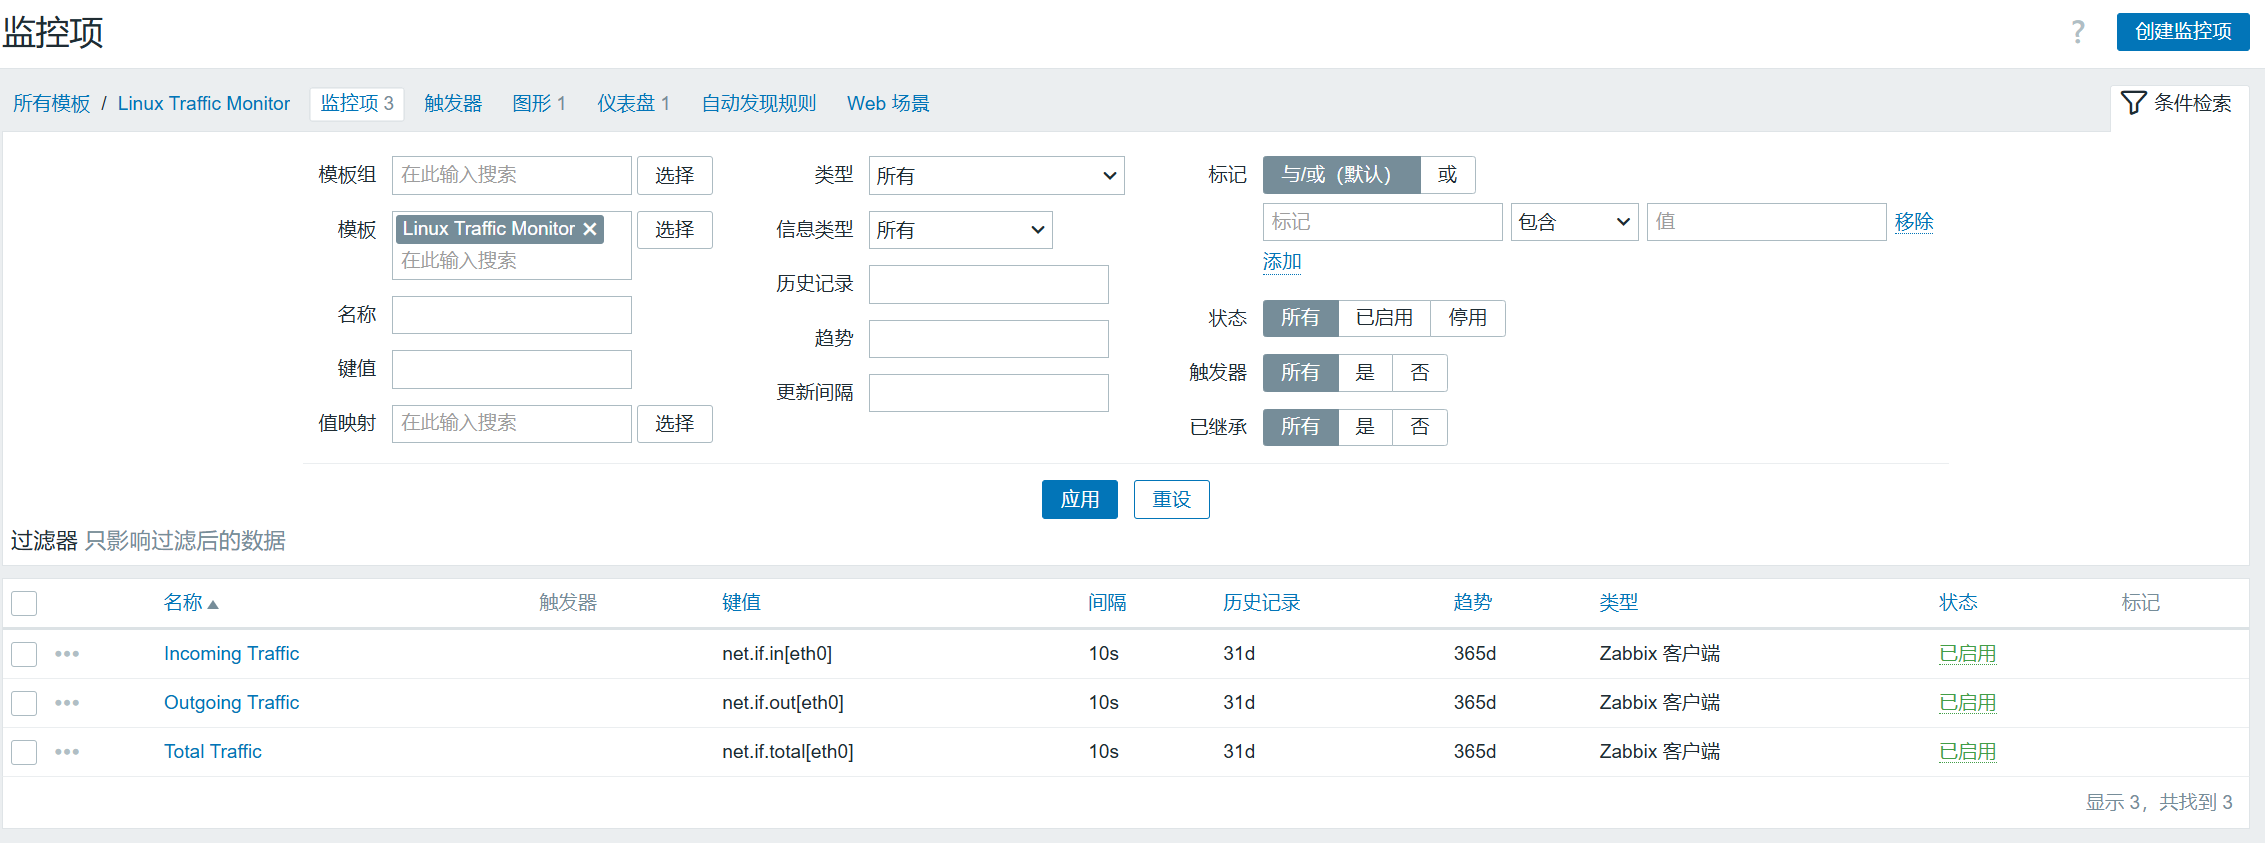 监控项
? 创建监控项
所有模板 / Linux Traffic Monitor 监控项 3 触发器 图形 1 仪表盘 1 自动发现规则 Web 场景 条件检索
模板组 在此输入搜索 选择 类型 所有 标记 与/或（默认） 或
标记 包含 值 移除
模板 Linux Traffic Monitor 选择 信息类型 所有
在此输入搜索 添加
历史记录
名称 趋势 状态 所有 已启用 停用
键值 更新间隔 触发器 所有 是 否
值映射 在此输入搜索 选择 已继承 所有 是 否
应用 重设
过滤器 只影响过滤后的数据
名称 触发器 键值 间隔 历史记录 趋势 类型 状态 标记
Incoming Traffic net.if.in[eth0] 10s 31d 365d Zabbix 客户端 已启用
Outgoing Traffic net.if.out[eth0] 10s 31d 365d Zabbix 客户端 已启用
Total Traffic net.if.total[eth0] 10s 31d 365d Zabbix 客户端 已启用
显示 3，共找到 3